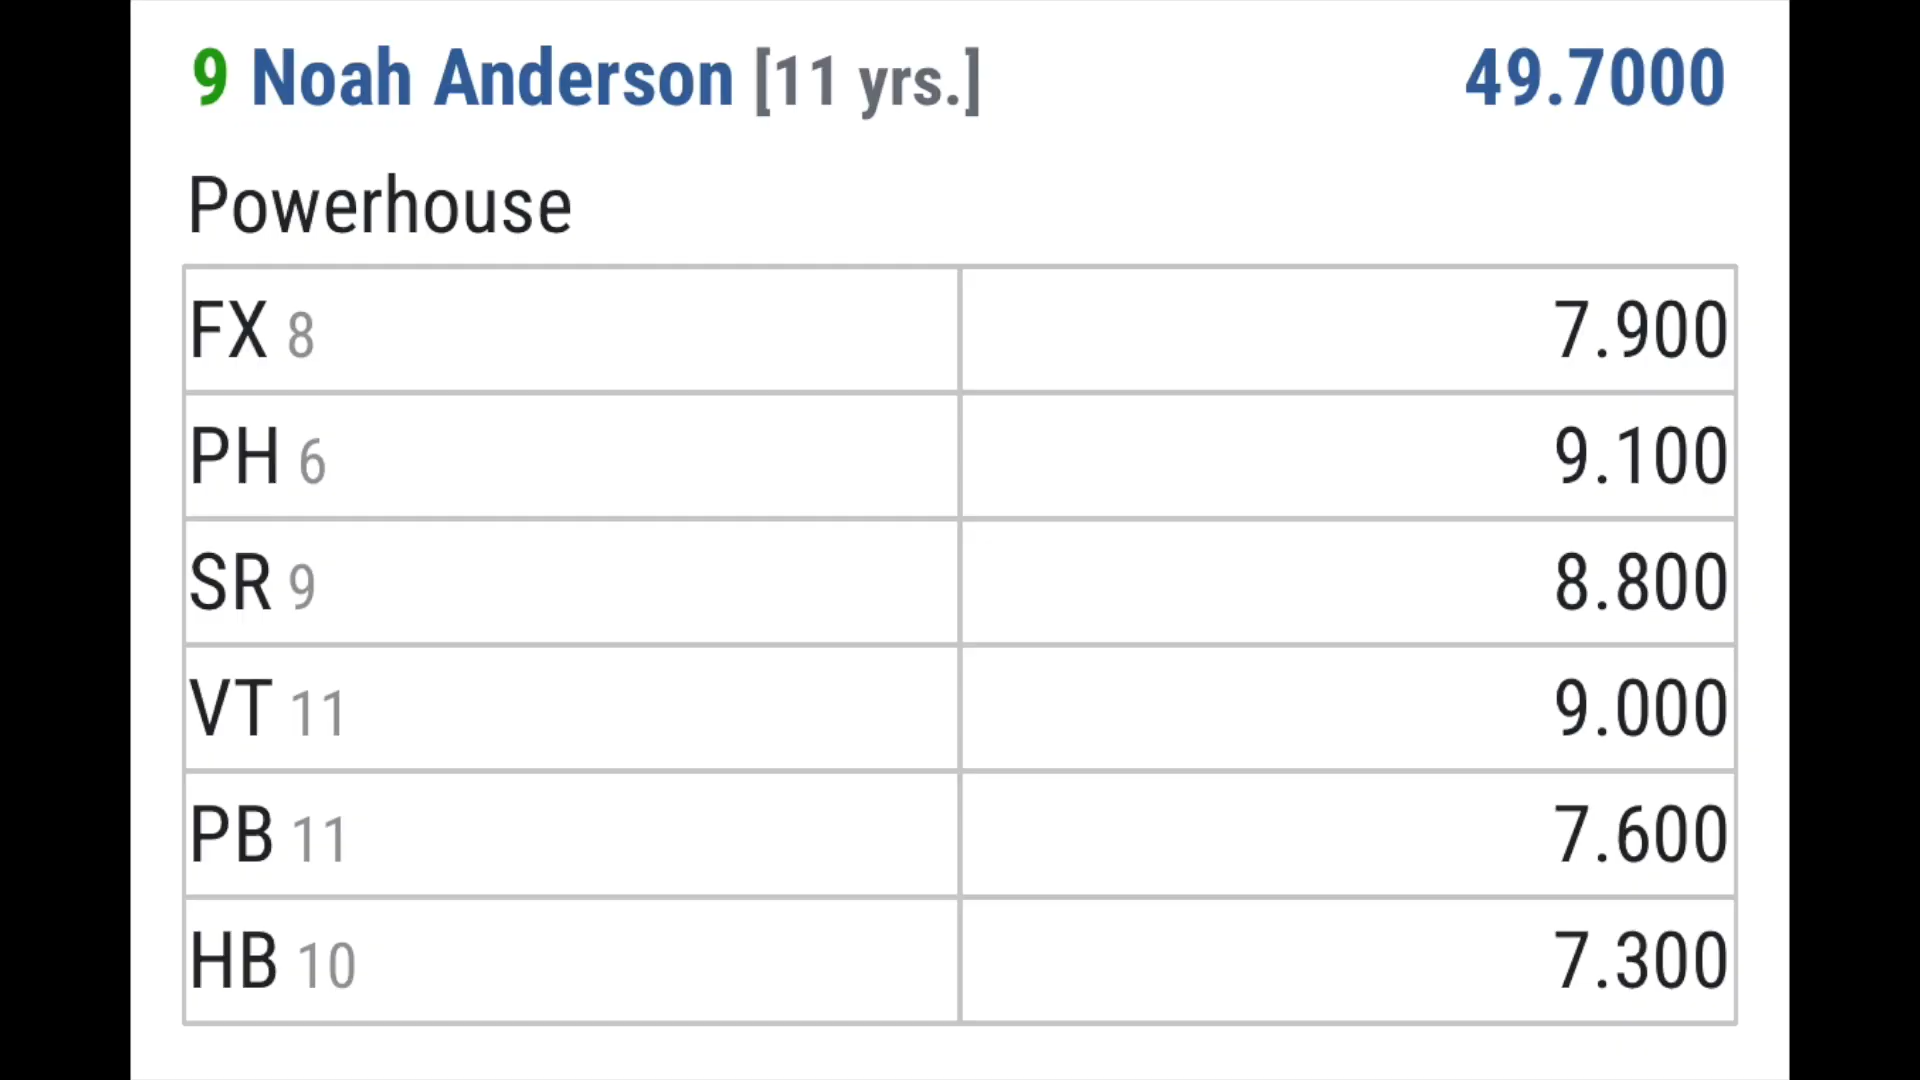 9 Noah Anderson [11 yrs.] 49.7000
Powerhouse
FX 8 7.900
PH 6 9.100
SR 9 8.800
VT 11 9.000
PB 11 7.600
HB 10 7.300